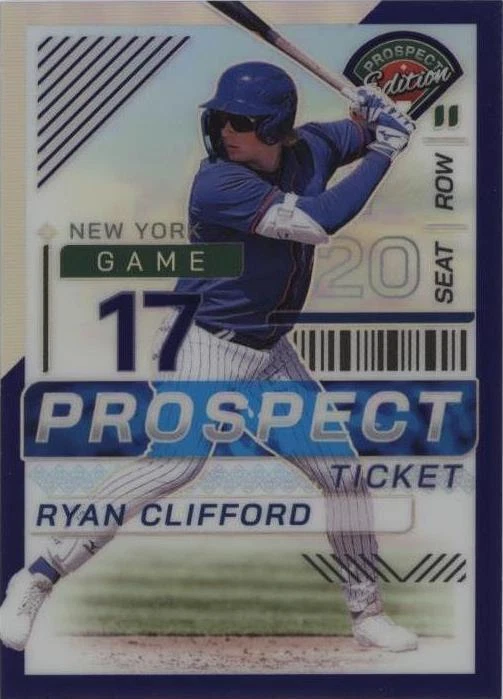 PROSPECT
Edition
ROW 11
NEW YORK
GAME
17
SEAT 20
PROSPECT
TICKET
RYAN CLIFFORD